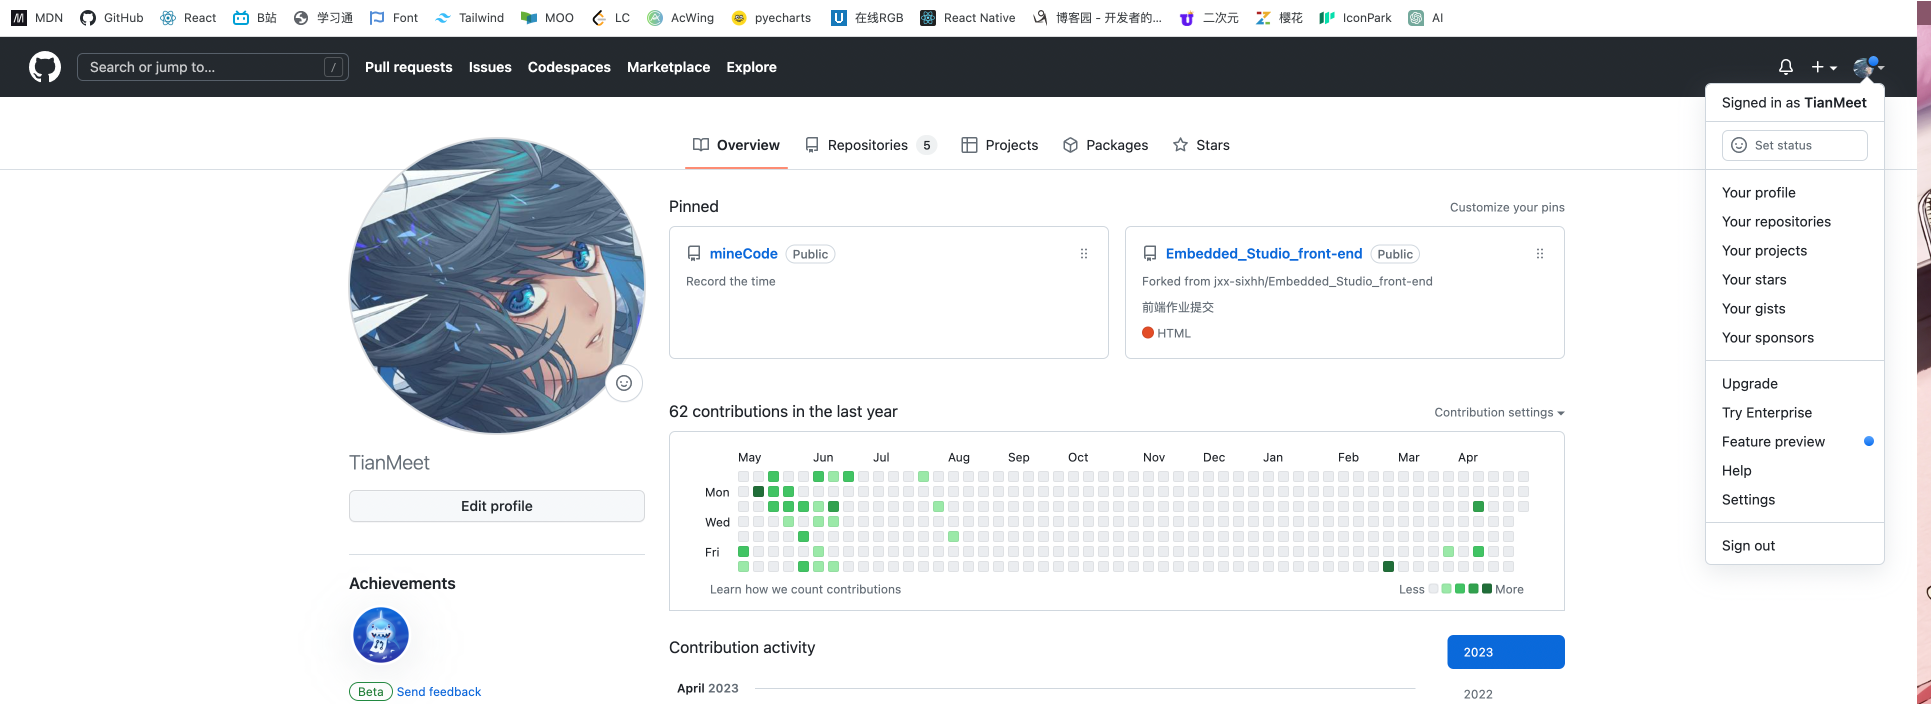 MDN GitHub React B站 学习通 Font Tailwind MOO LC AcWing pyecharts 在线RGB React Native 博客园 - 开发者的... 二次元 樱花 IconPark AI
Search or jump to... / Pull requests Issues Codespaces Marketplace Explore
Signed in as TianMeet
Set status
Your profile
Your repositories
Your projects
Your stars
Your gists
Your sponsors
Upgrade
Try Enterprise
Feature preview
Help
Settings
Sign out
Overview Repositories 5 Projects Packages Stars
TianMeet
Edit profile
Achievements
Beta Send feedback
Pinned Customize your pins
mineCode Public
Record the time
Embedded_Studio_front-end Public
Forked from jxx-sixhh/Embedded_Studio_front-end
前端作业提交
HTML
62 contributions in the last year Contribution settings
May Jun Jul Aug Sep Oct Nov Dec Jan Feb Mar Apr
Mon
Wed
Fri
Learn how we count contributions Less More
Contribution activity
2023
April 2023
2022